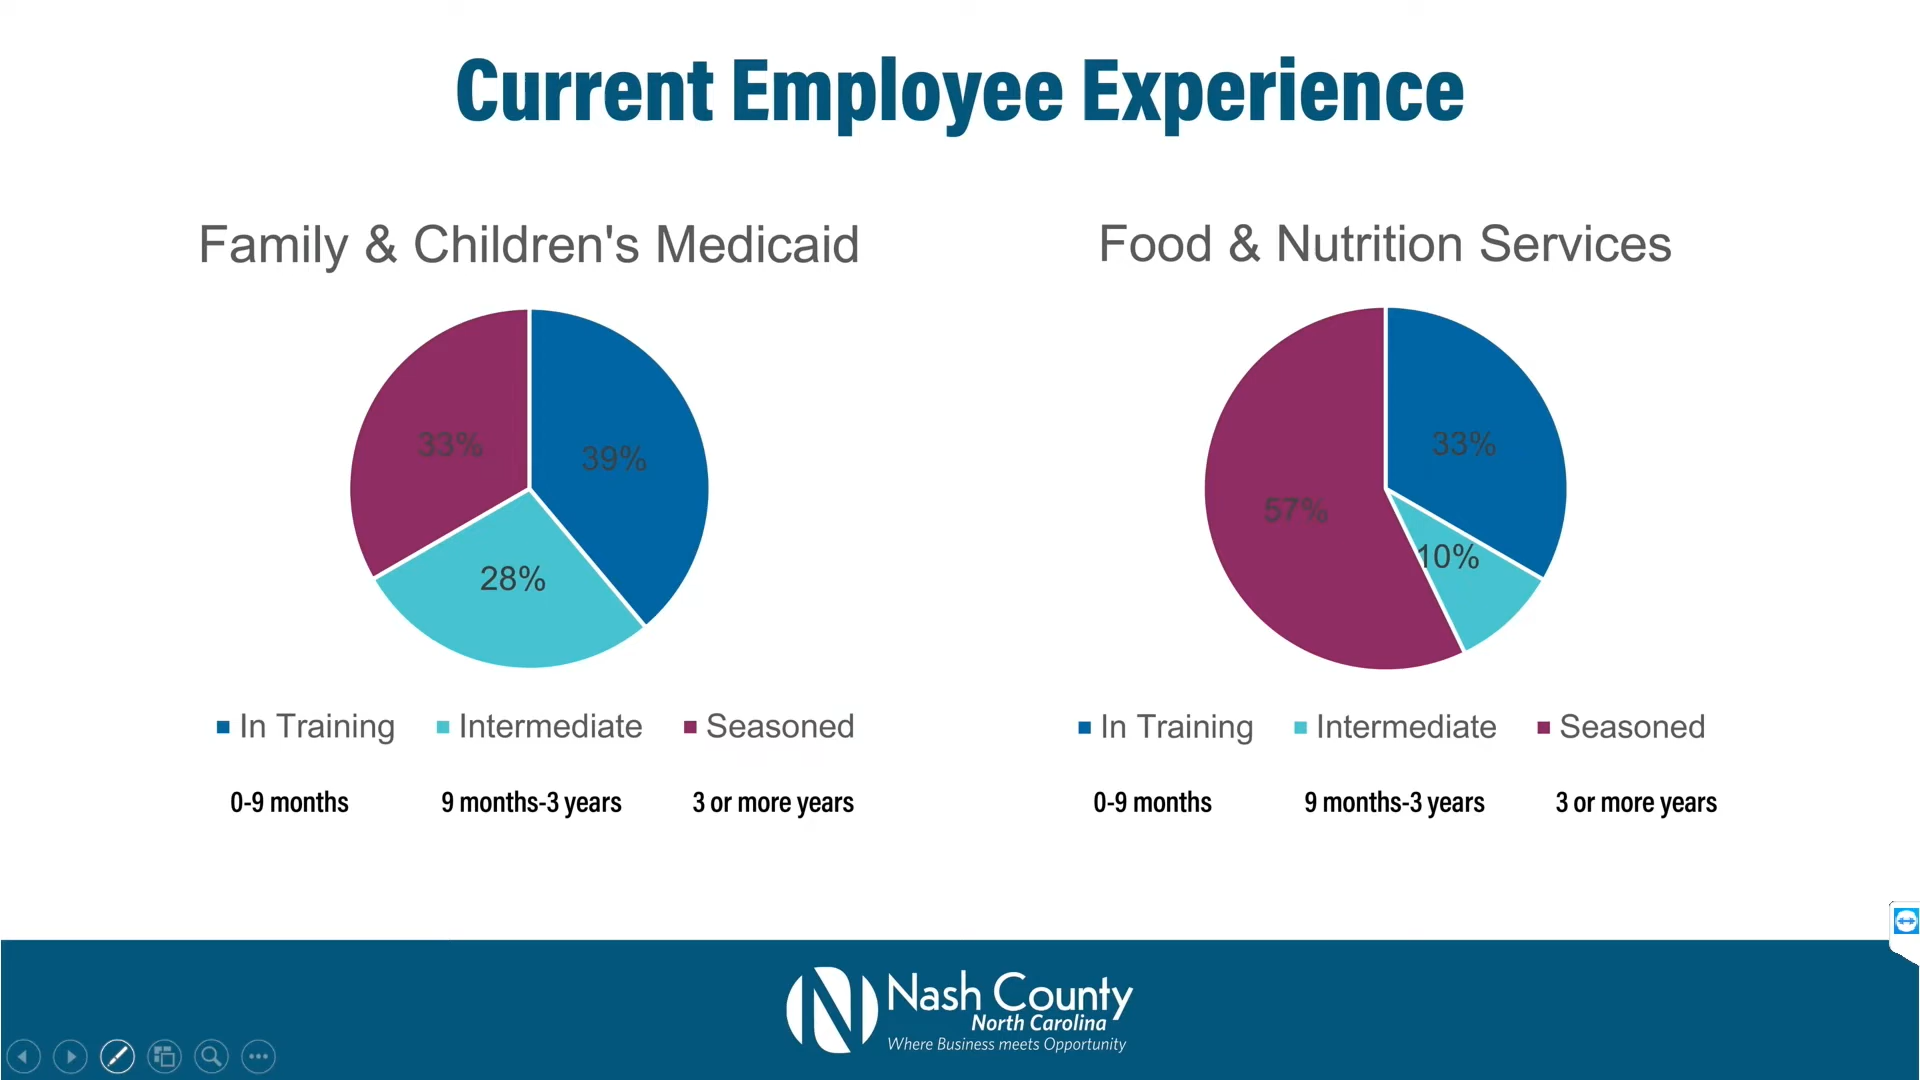 Current Employee Experience
Family & Children's Medicaid
33%
39%
28%
In Training Intermediate Seasoned
0-9 months 9 months-3 years 3 or more years
Food & Nutrition Services
33%
57%
10%
In Training Intermediate Seasoned
0-9 months 9 months-3 years 3 or more years
Nash County
North Carolina
Where Business meets Opportunity